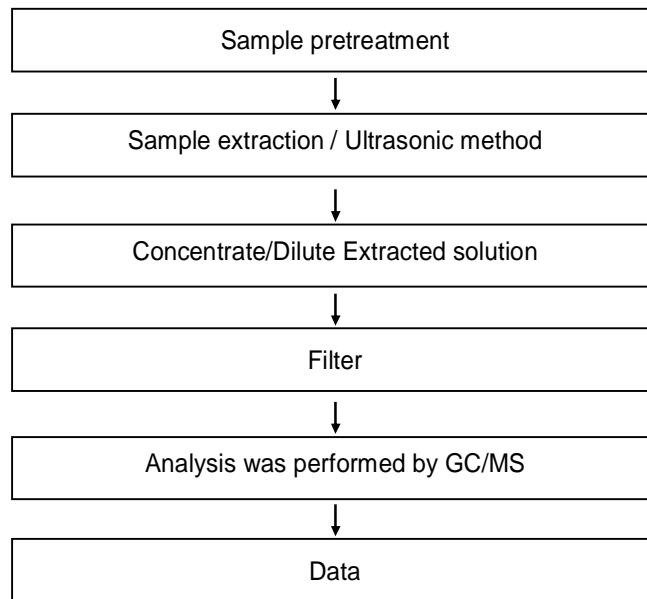 Sample pretreatment
Sample extraction / Ultrasonic method
Concentrate/Dilute Extracted solution
Filter
Analysis was performed by GC/MS
Data